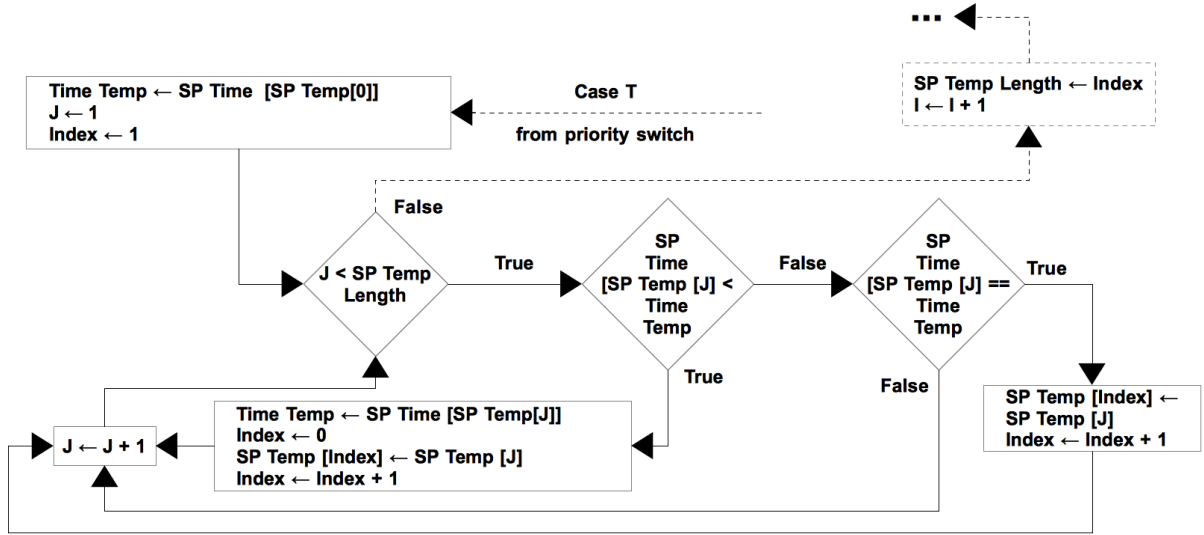 ...
Time Temp ← SP Time [SP Temp[0]]
J ← 1
Index ← 1
Case T
from priority switch
SP Temp Length ← Index
I ← I + 1
False
J < SP Temp
Length
True
SP
Time
[SP Temp [J] <
Time
Temp
False
SP
Time
[SP Temp [J] ==
Time
Temp
True
True
False
SP Temp [Index] ←
SP Temp [J]
Index ← Index + 1
Time Temp ← SP Time [SP Temp[J]]
Index ← 0
SP Temp [Index] ← SP Temp [J]
Index ← Index + 1
J ← J + 1